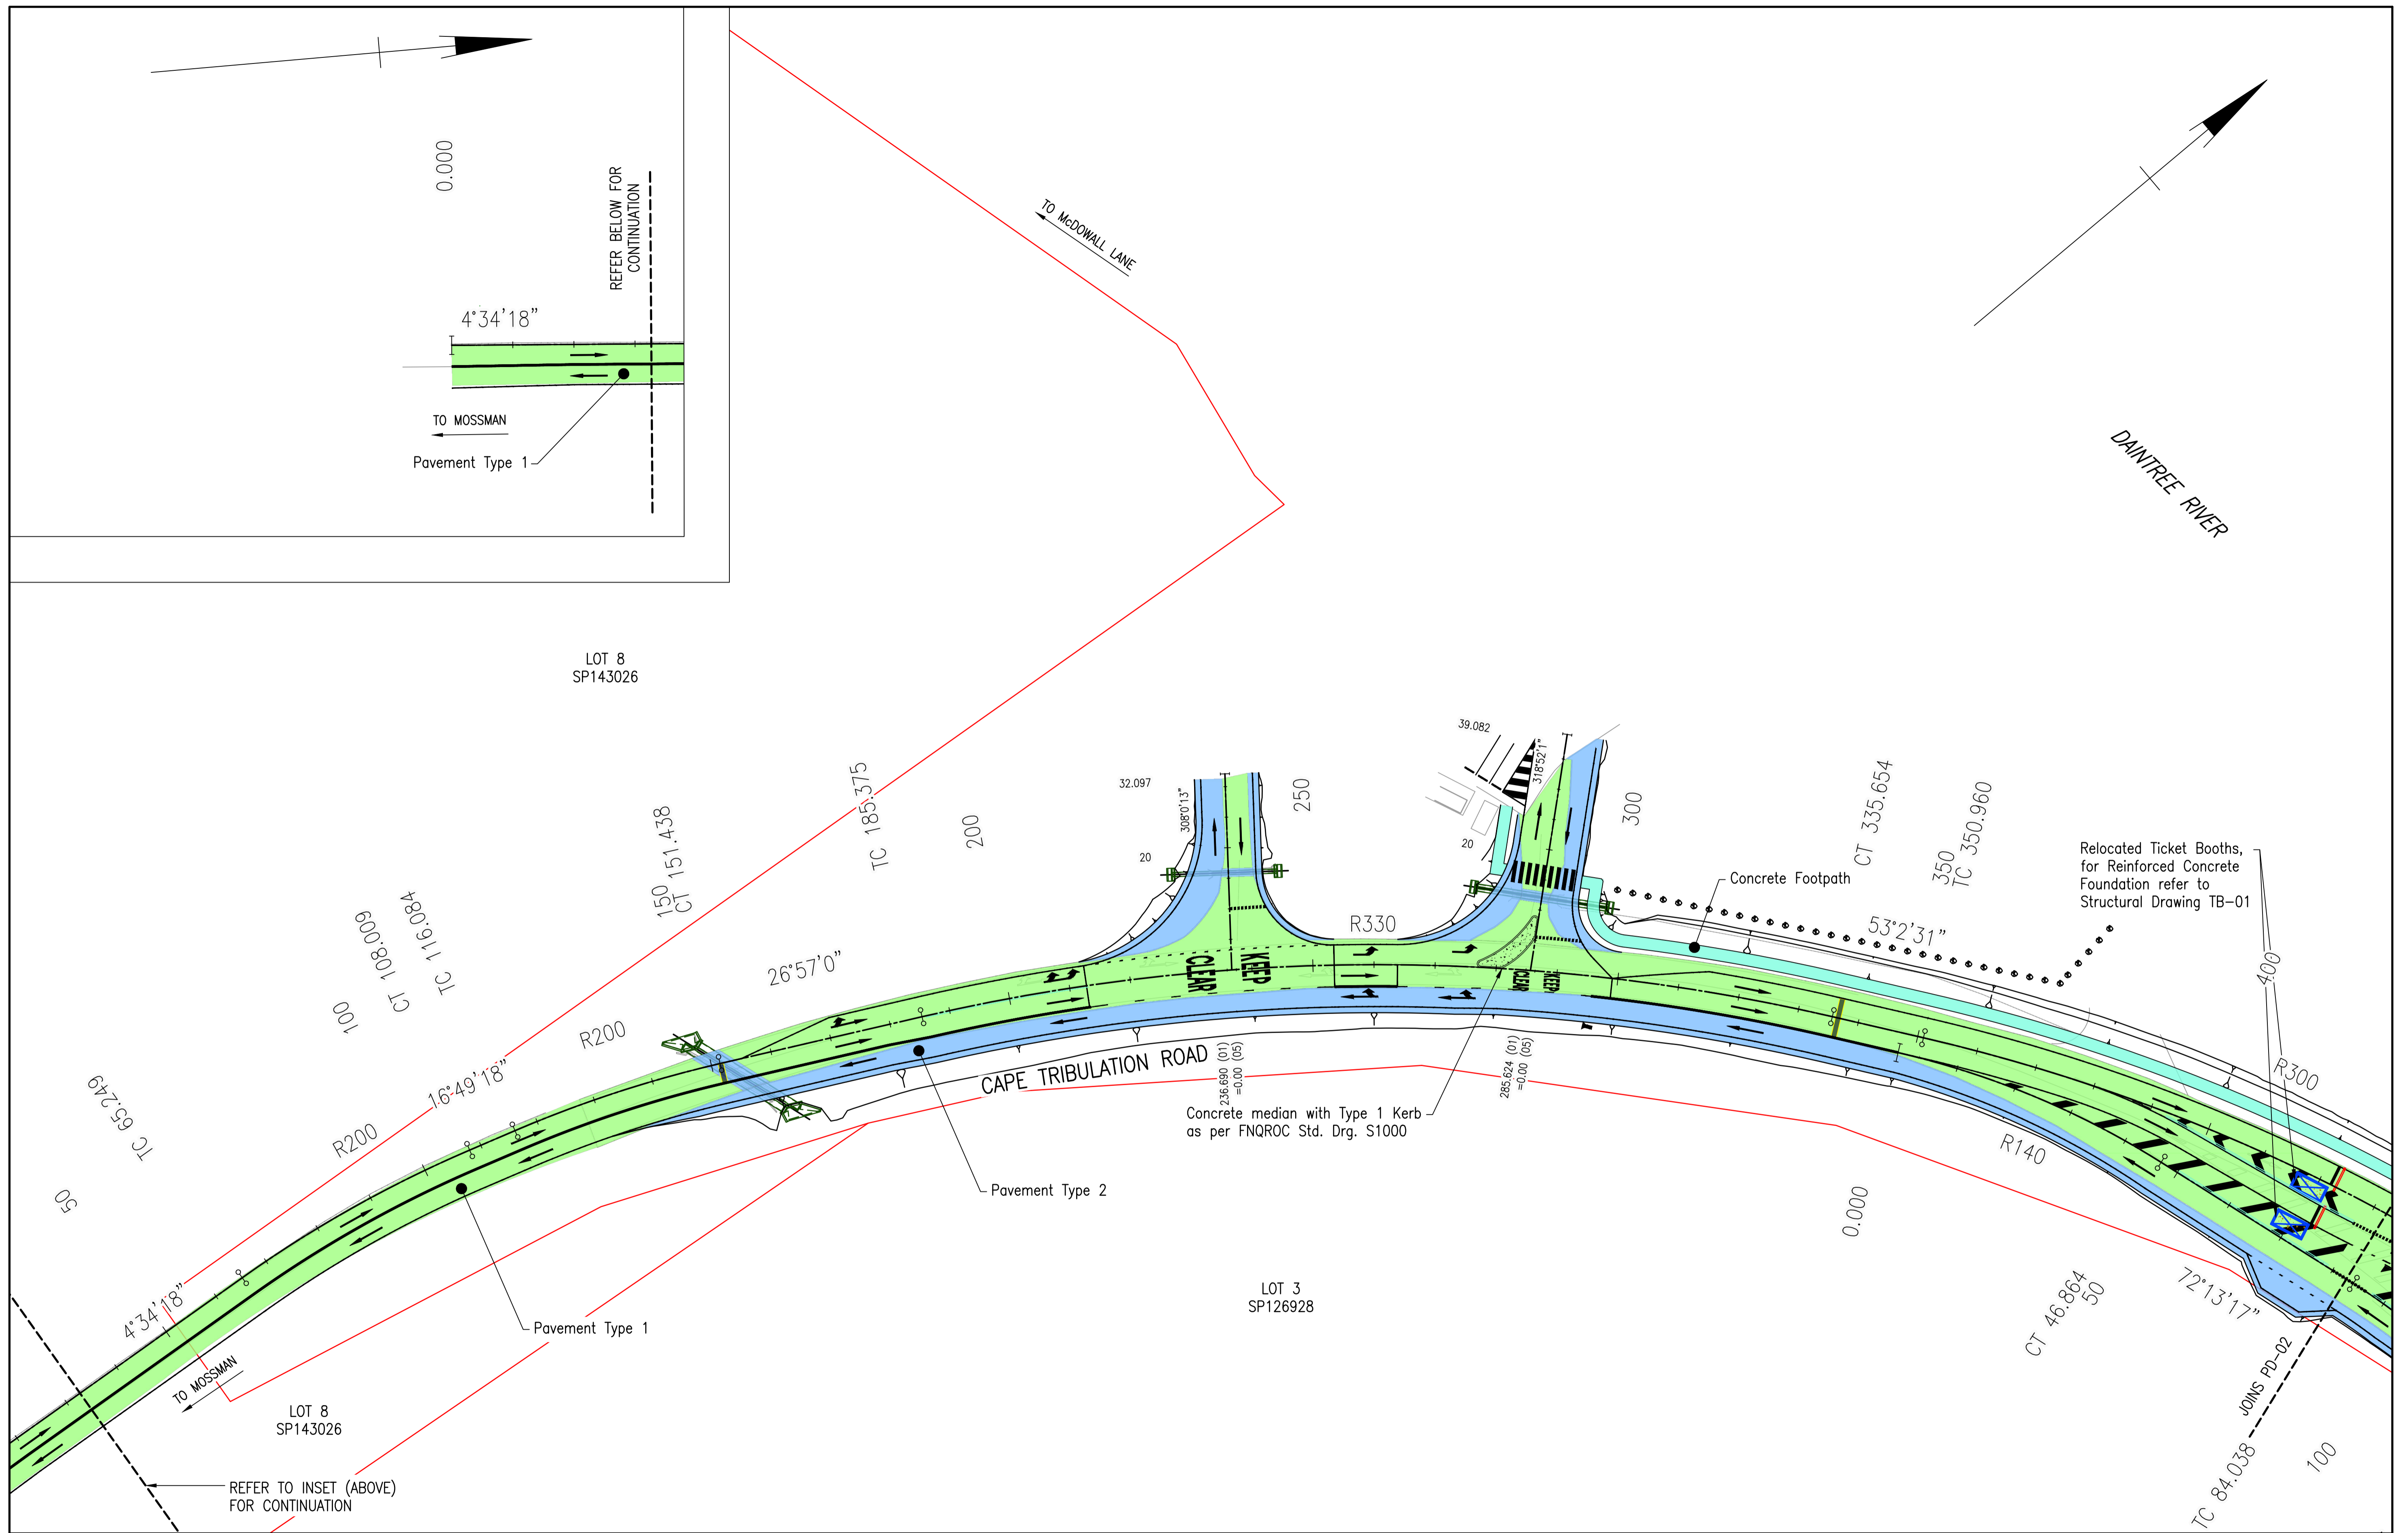 0.000
REFER BELOW FOR
CONTINUATION
4°34'18"
TO MOSSMAN
Pavement Type 1
TO McDOWALL LANE
DAINTREE RIVER
LOT 8
SP143026
50
TC 65.249
4°34'18"
100
CT 108.009
TC 116.084
R200
16°49'18"
150
CT 151.438
R200
26°57'0"
TC 185.375
200
32.097
308°0'13"
20
250
39.082
318°52'1"
20
300
R330
CLEAR
KEEP
CLEAR
KEEP
Concrete Footpath
CT 335.654
350
TC 350.960
53°2'31"
Relocated Ticket Booths,
for Reinforced Concrete
Foundation refer to
Structural Drawing TB-01
400
R300
CAPE TRIBULATION ROAD
236.690 (01)
=0.00 (05)
285.624 (01)
=0.00 (05)
Concrete median with Type 1 Kerb
as per FNQROC Std. Drg. S1000
Pavement Type 2
Pavement Type 1
R140
0.000
CT 46.864
50
72°13'17"
LOT 3
SP126928
TO MOSSMAN
LOT 8
SP143026
REFER TO INSET (ABOVE)
FOR CONTINUATION
JOINS PD-02
TC 84.038
100